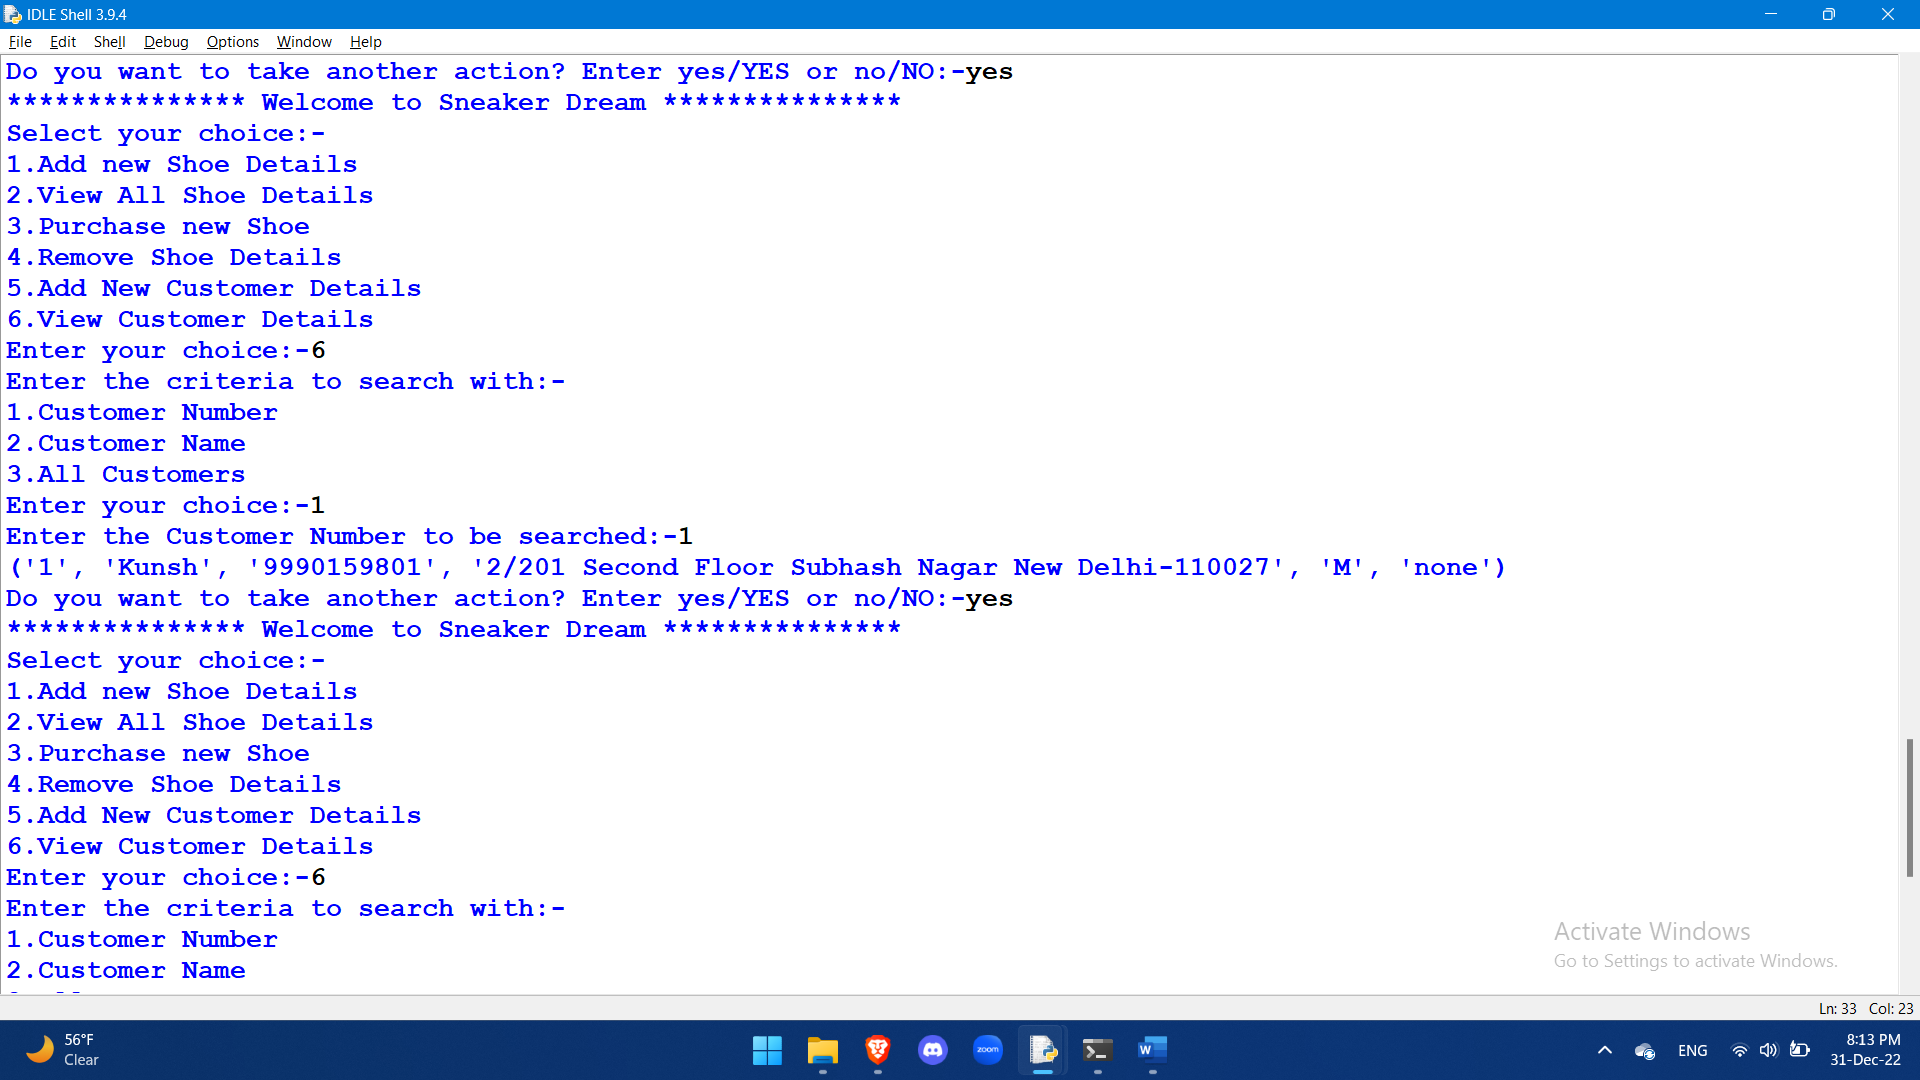 IDLE Shell 3.9.4
File Edit Shell Debug Options Window Help
Do you want to take another action? Enter yes/YES or no/NO:-yes
*************** Welcome to Sneaker Dream ***************
Select your choice:-
1.Add new Shoe Details
2.View All Shoe Details
3.Purchase new Shoe
4.Remove Shoe Details
5.Add New Customer Details
6.View Customer Details
Enter your choice:-6
Enter the criteria to search with:-
1.Customer Number
2.Customer Name
3.All Customers
Enter your choice:-1
Enter the Customer Number to be searched:-1
('1', 'Kunsh', '9990159801', '2/201 Second Floor Subhash Nagar New Delhi-110027', 'M', 'none')
Do you want to take another action? Enter yes/YES or no/NO:-yes
*************** Welcome to Sneaker Dream ***************
Select your choice:-
1.Add new Shoe Details
2.View All Shoe Details
3.Purchase new Shoe
4.Remove Shoe Details
5.Add New Customer Details
6.View Customer Details
Enter your choice:-6
Enter the criteria to search with:-
1.Customer Number
2.Customer Name
Activate Windows
Go to Settings to activate Windows.
Ln: 33 Col: 23
56°F
Clear
zoom
W
ENG
8:13 PM
31-Dec-22